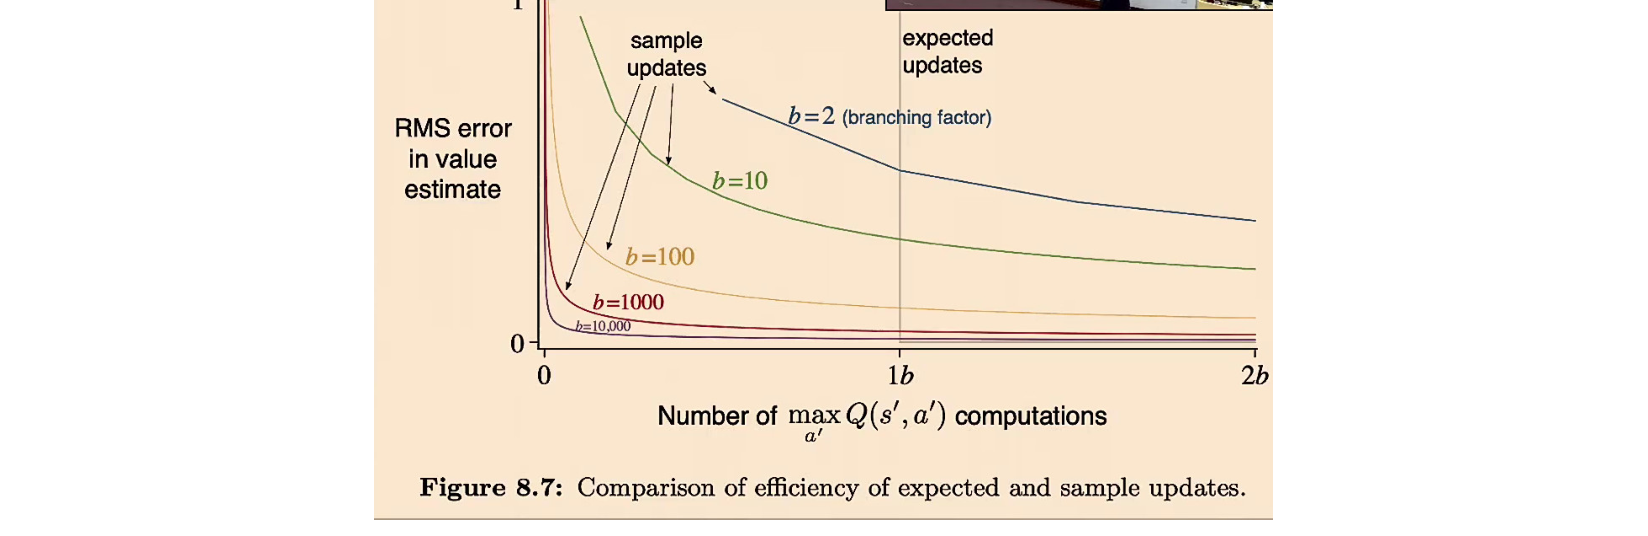 1
sample
updates
expected
updates
b=2 (branching factor)
RMS error
in value
estimate
b=10
b=100
b=1000
b=10,000
0
0
1b
2b
Number of max Q(s′, a′) computations
a′
Figure 8.7: Comparison of efficiency of expected and sample updates.